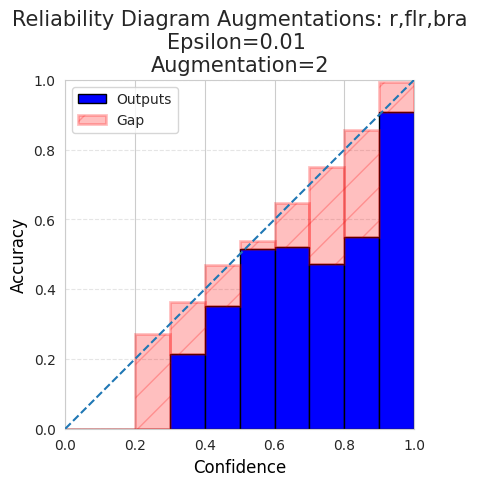 Reliability Diagram Augmentations: r,flr,bra
Epsilon=0.01
Augmentation=2
1.0
Outputs
Gap
0.8
0.6
0.4
0.2
0.0
Accuracy
0.0 0.2 0.4 0.6 0.8 1.0
Confidence